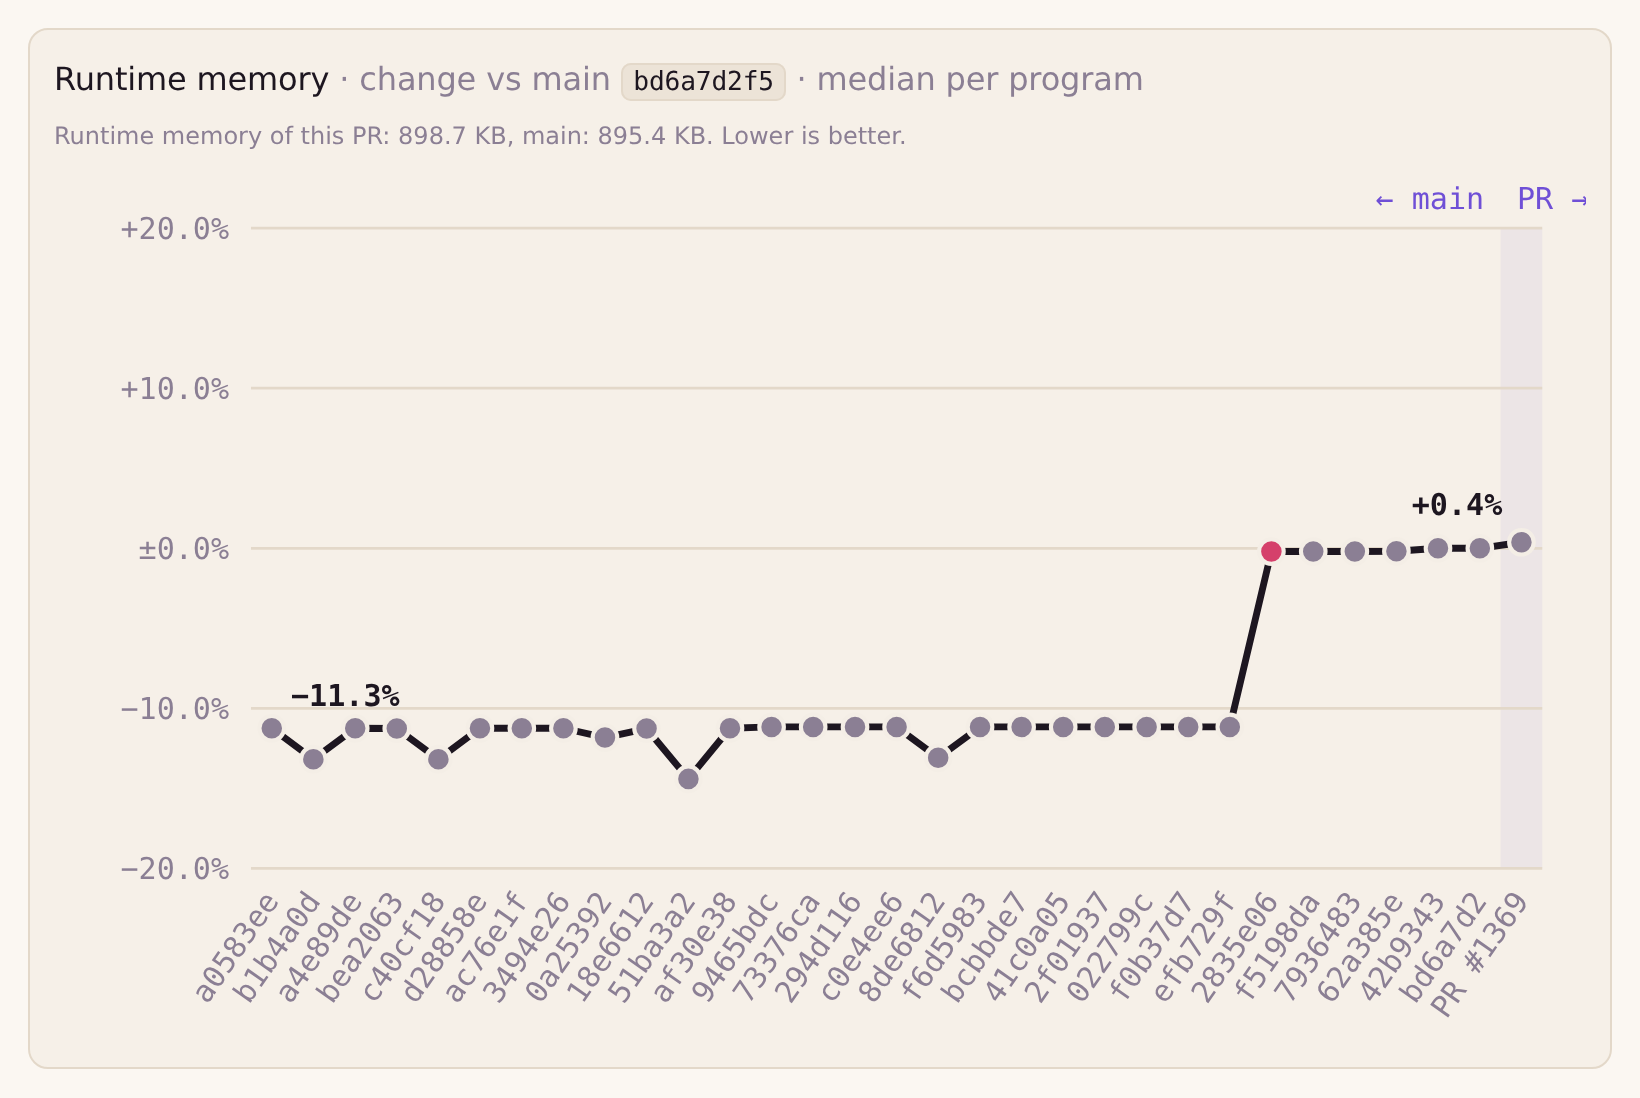 Runtime memory · change vs main bd6a7d2f5 · median per program
Runtime memory of this PR: 898.7 KB, main: 895.4 KB. Lower is better.
← main PR →
+20.0%
+10.0%
±0.0%
−10.0%
−20.0%
−11.3%
+0.4%
a0583ee
b1b4a0d
a4e89de
bea2063
c40cf18
d28858e
ac76e1f
3494e26
0a25392
18e6612
51ba3a2
af30e38
9465bdc
73376ca
294d116
c0e4ee6
8de6812
f6d5983
bcbbde7
41c0a05
2f01937
022799c
f0b37d7
efb729f
2835e06
f5198da
7936483
62a385e
42b9343
bd6a7d2
PR #1369